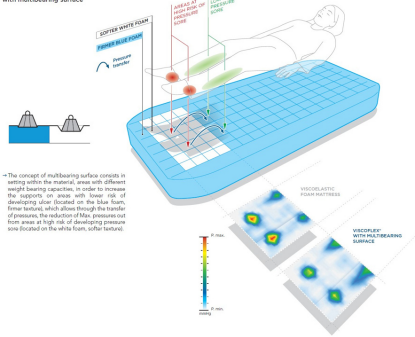 with multibearing surface
SOFTER WHITE FOAM
FIRMER BLUE FOAM
Pressure
transfer
AREAS
AT HIGH RISK OF
PRESSURE
SORE
PRESSURE
SORE
→ The concept of multibearing surface consists in
setting within the material, areas with different
weight bearing capacities, in order to increase
the supports on areas with lower risk of
developing ulcer (located on the blue foam,
firmer texture), which allows through the transfer
of pressures, the reduction of Max. pressures out
from areas at high risk of developing pressure
sore (located on the white foam, softer texture).
VISCOELASTIC
FOAM MATTRESS
VISCOFLEX®
WITH MULTIBEARING
SURFACE
P. max.
P. min.
mmHg